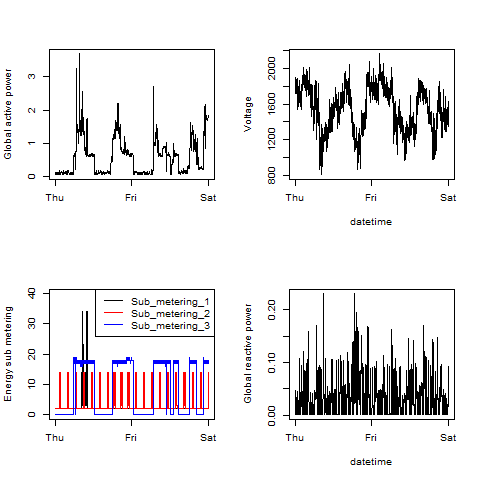 Global active power
0 1 2 3
Thu Fri Sat
Voltage
800 1200 1600 2000
Thu Fri Sat
datetime
Energy sub metering
0 10 20 30 40
Sub_metering_1
Sub_metering_2
Sub_metering_3
Thu Fri Sat
Global reactive power
0.00 0.10 0.20
Thu Fri Sat
datetime